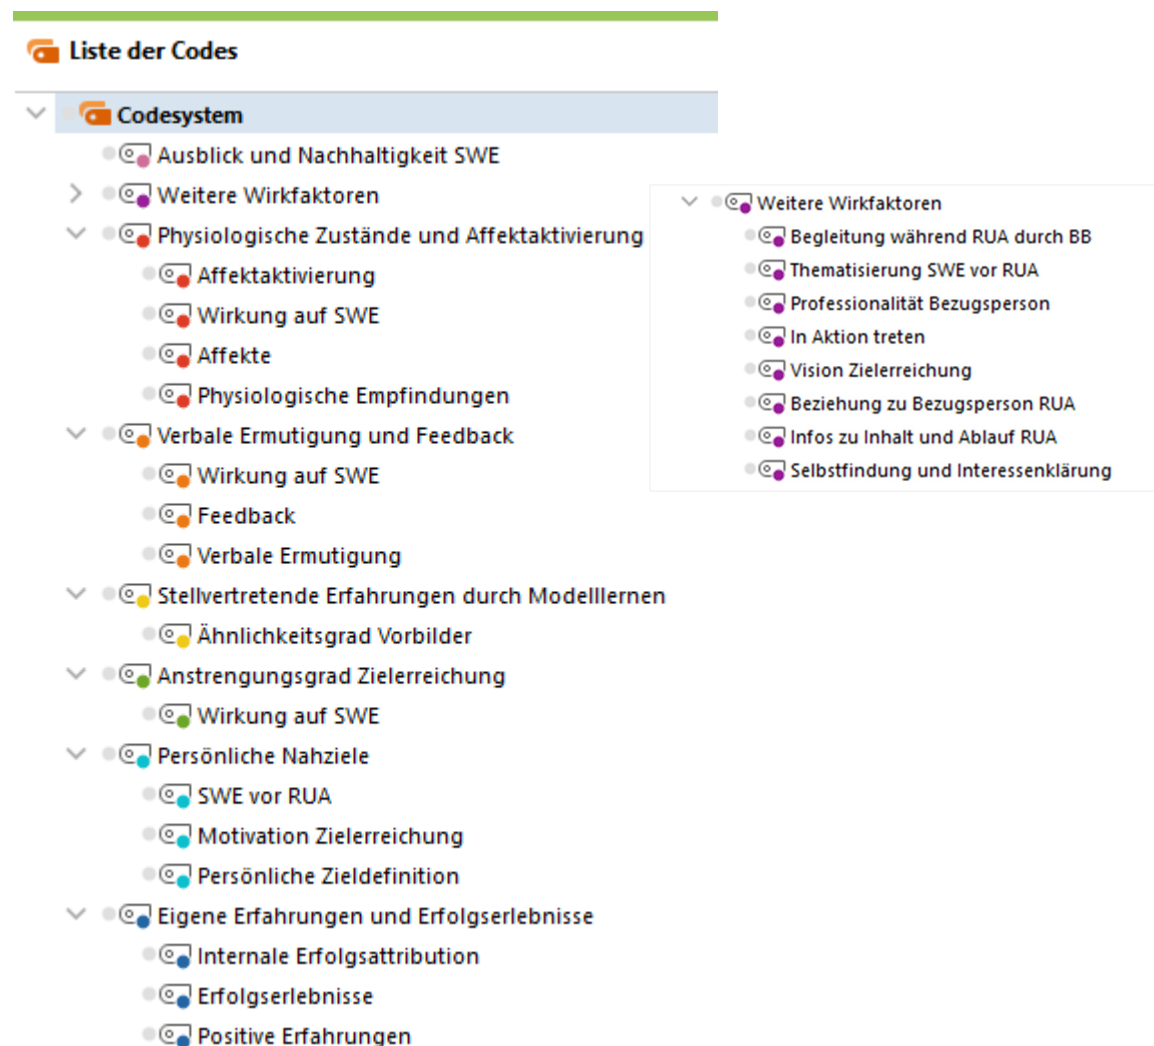 Liste der Codes
Codesystem
Ausblick und Nachhaltigkeit SWE
Weitere Wirkfaktoren
Physiologische Zustände und Affektaktivierung
Affektaktivierung
Wirkung auf SWE
Affekte
Physiologische Empfindungen
Verbale Ermutigung und Feedback
Wirkung auf SWE
Feedback
Verbale Ermutigung
Stellvertretende Erfahrungen durch Modelllernen
Ähnlichkeitsgrad Vorbilder
Anstrengungsgrad Zielerreichung
Wirkung auf SWE
Persönliche Nahziele
SWE vor RUA
Motivation Zielerreichung
Persönliche Zieldefinition
Eigene Erfahrungen und Erfolgserlebnisse
Internale Erfolgsattribution
Erfolgserlebnisse
Positive Erfahrungen
Weitere Wirkfaktoren
Begleitung während RUA durch BB
Thematisierung SWE vor RUA
Professionalität Bezugsperson
In Aktion treten
Vision Zielerreichung
Beziehung zu Bezugsperson RUA
Infos zu Inhalt und Ablauf RUA
Selbstfindung und Interessenklärung